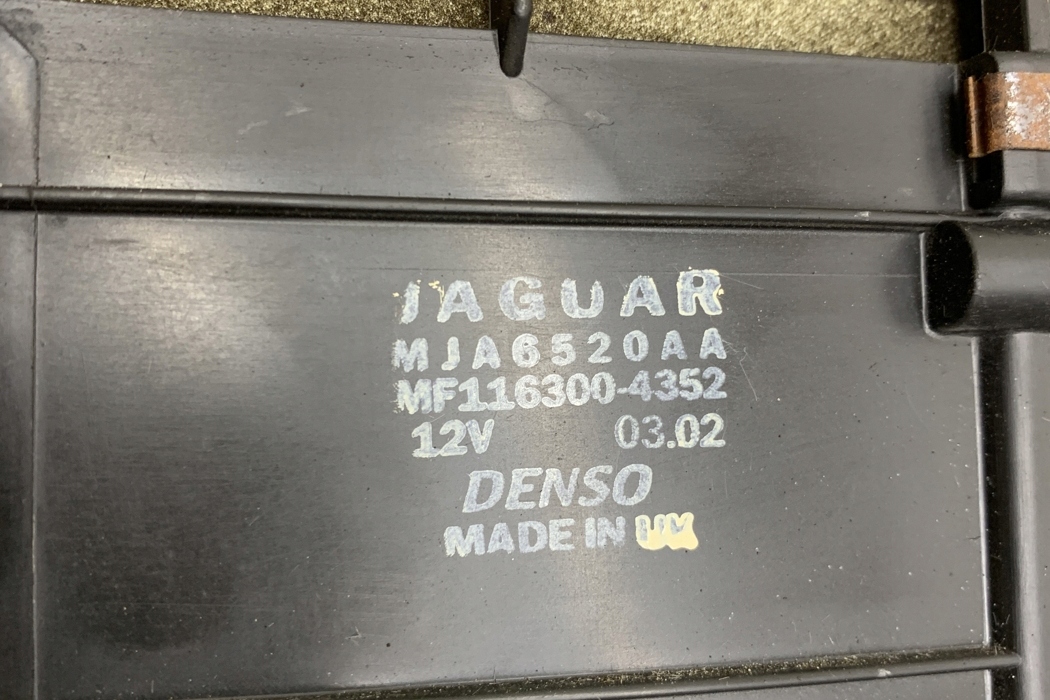 JAGUAR
MJA6520AA
MF116300-4352
12V 03.02
DENSO
MADE IN UK